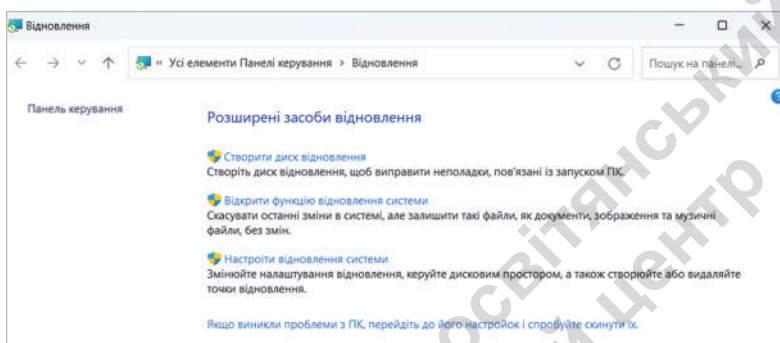 Відновлення
« Усі елементи Панелі керування › Відновлення
Пошук на панелі...
Панель керування
Розширені засоби відновлення
Створити диск відновлення
Створіть диск відновлення, щоб виправити неполадки, пов'язані із запуском ПК.
Відкрити функцію відновлення системи
Скасувати останні зміни в системі, але залишити такі файли, як документи, зображення та музичні
файли, без змін.
Настроїти відновлення системи
Змінюйте налаштування відновлення, керуйте дисковим простором, а також створюйте або видаляйте
точки відновлення.
Якщо виникли проблеми з ПК, перейдіть до його настройок і спробуйте скинути їх.